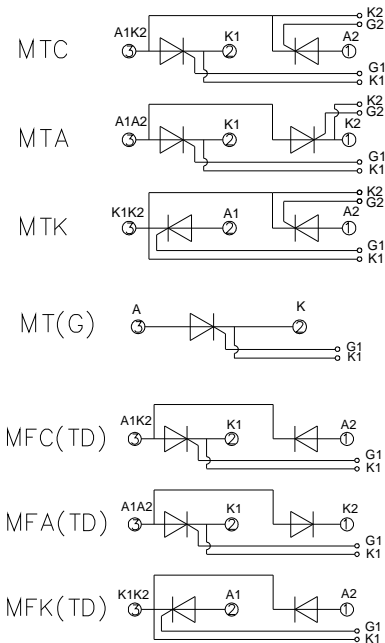 K2
A1K2 K1 A2 G2
MTC ③ ② ①
G1
K1
K2
A1A2 K1 K2 G2
MTA ③ ② ①
G1
K1
K2
K1K2 A1 A2 G2
MTK ③ ② ①
G1
K1
A K
MT(G) ③ ②
G1
K1
A1K2 K1 A2
MFC(TD) ③ ② ①
G1
K1
A1A2 K1 K2
MFA(TD) ③ ② ①
G1
K1
K1K2 A1 A2
MFK(TD) ③ ② ①
G1
K1